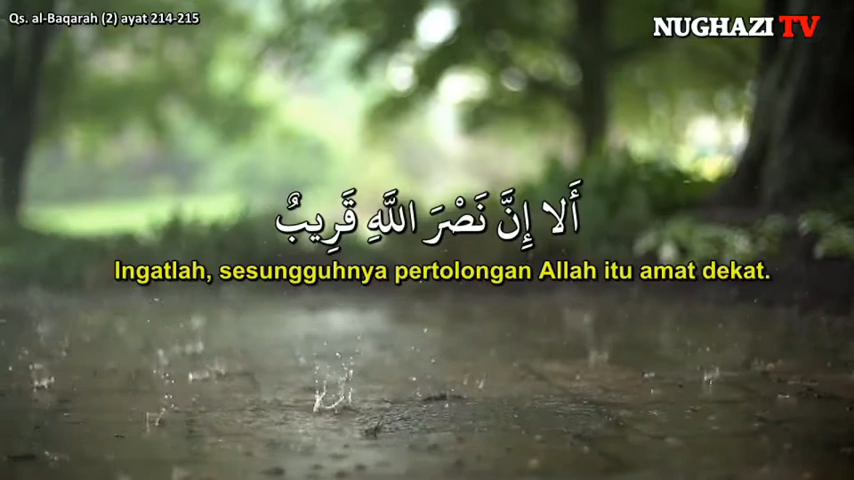 Qs. al-Baqarah (2) ayat 214-215
NUGHAZI TV
أَلَا إِنَّ نَصْرَ اللَّهِ قَرِيبٌ
Ingatlah, sesungguhnya pertolongan Allah itu amat dekat.